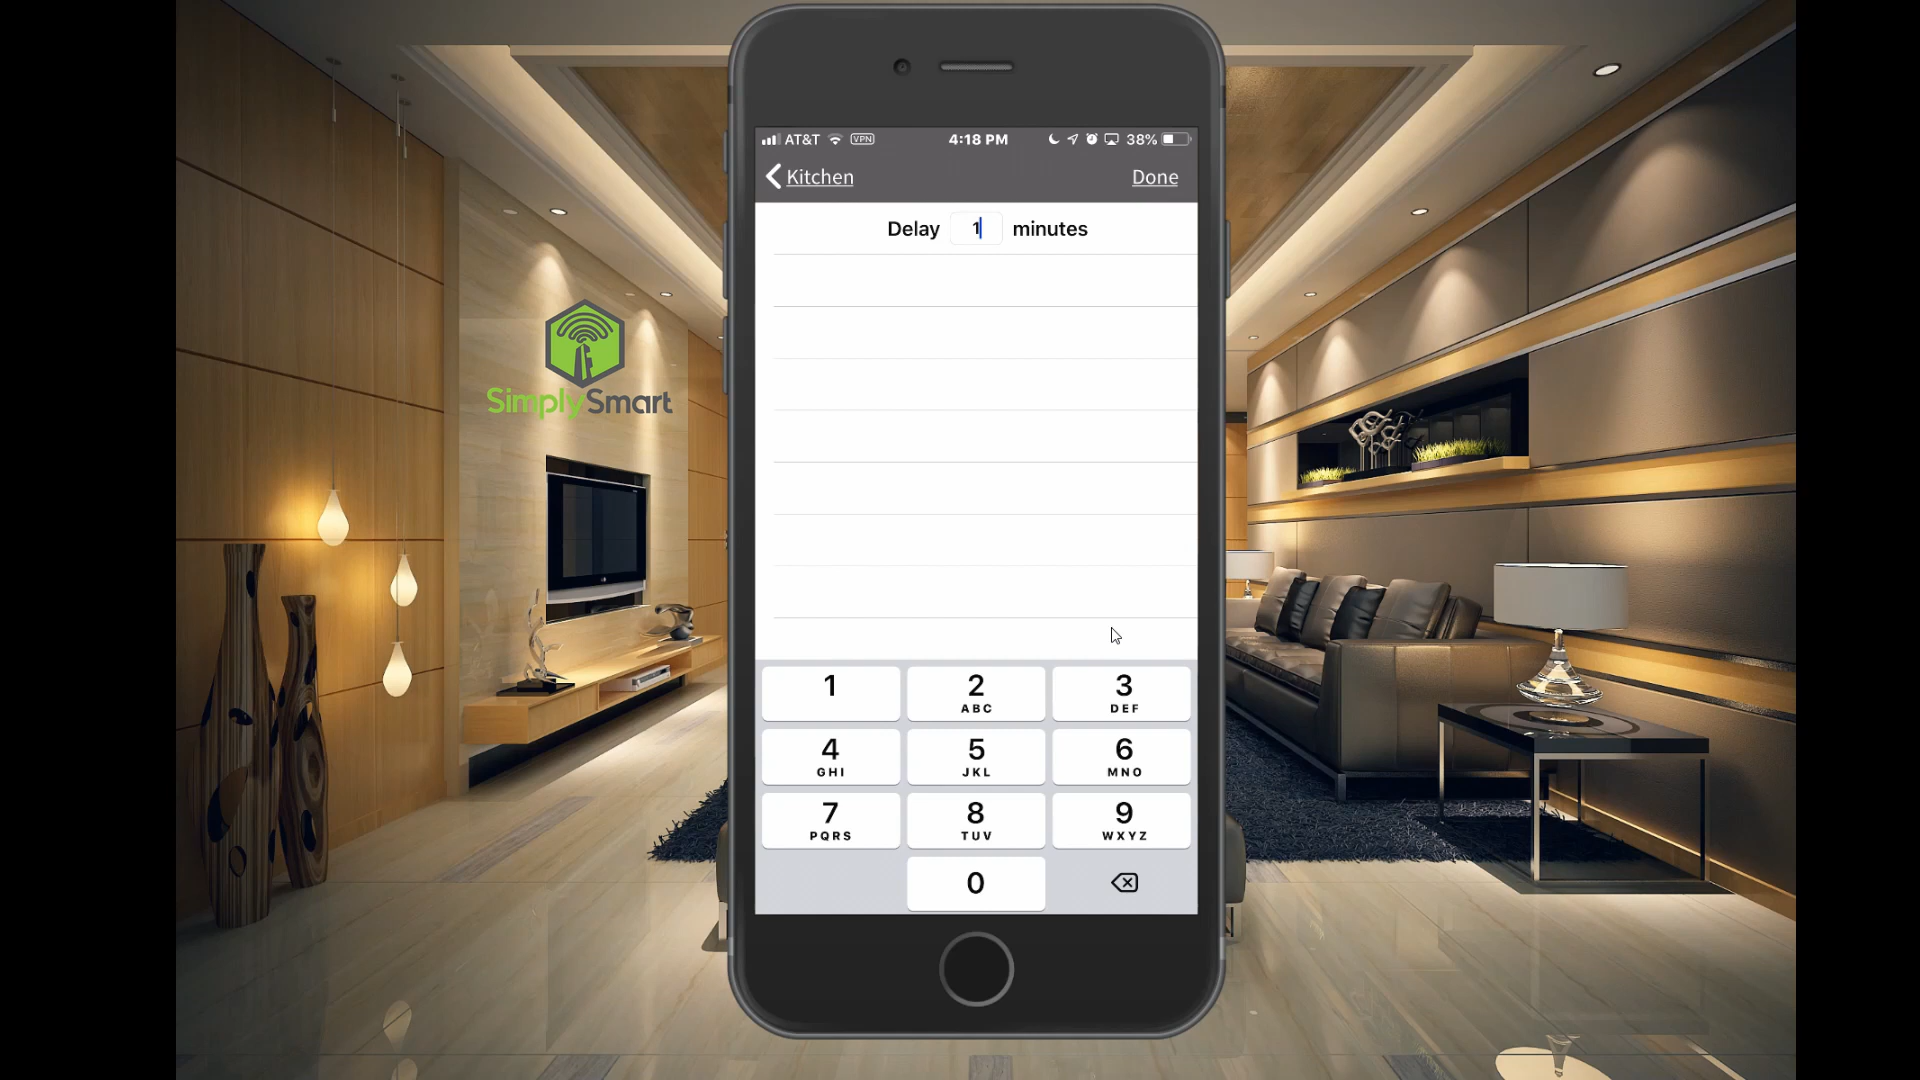 AT&T VPN 4:18 PM 38%
Kitchen Done
Delay 1 minutes
SimplySmart
1 2 3
ABC DEF
4 5 6
GHI JKL MNO
7 8 9
PQRS TUV WXYZ
0